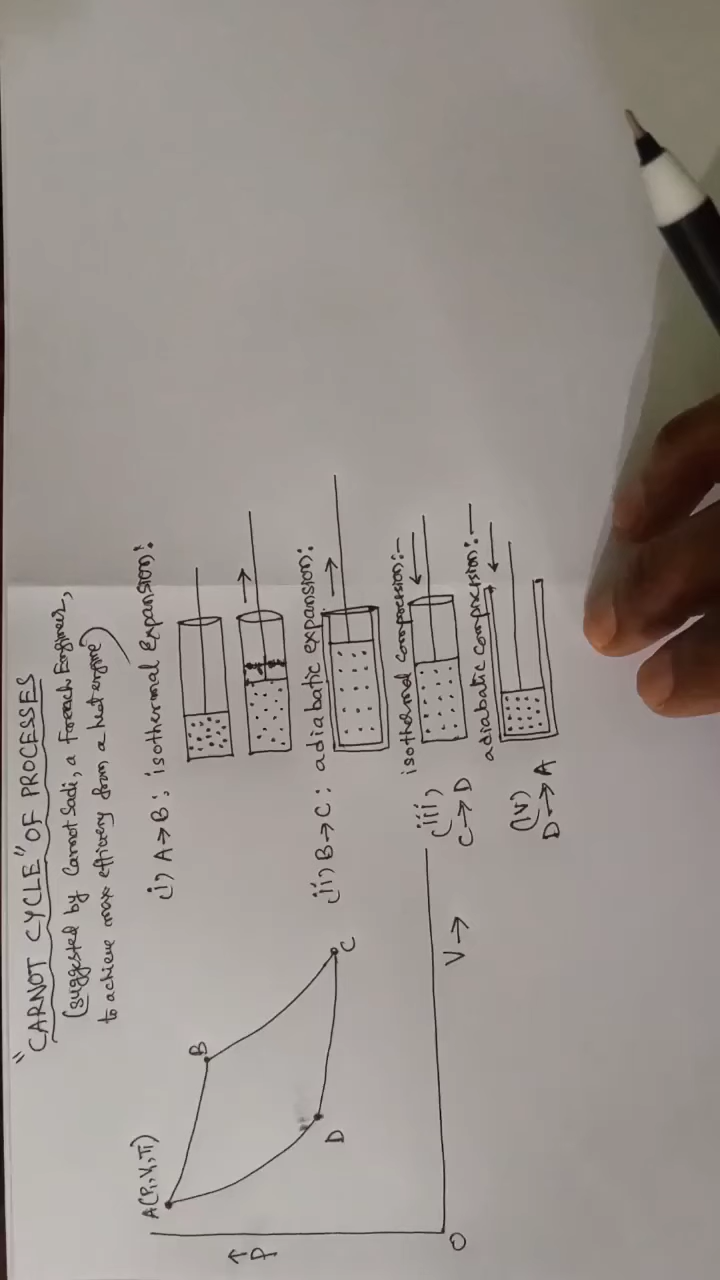 "CARNOT CYCLE" OF PROCESSES
(suggested by Carnot Sadi, a French Engineer,
to achieve max efficiency from a heat engine)
A(P₁,V₁,T₁)
B
C
D
P →
O
V →
(i) A→B: isothermal Expansion:
(ii) B→C: adiabatic expansion:
(iii) isothermal compression:-
C→D
(iv) adiabatic compression:-
D→A